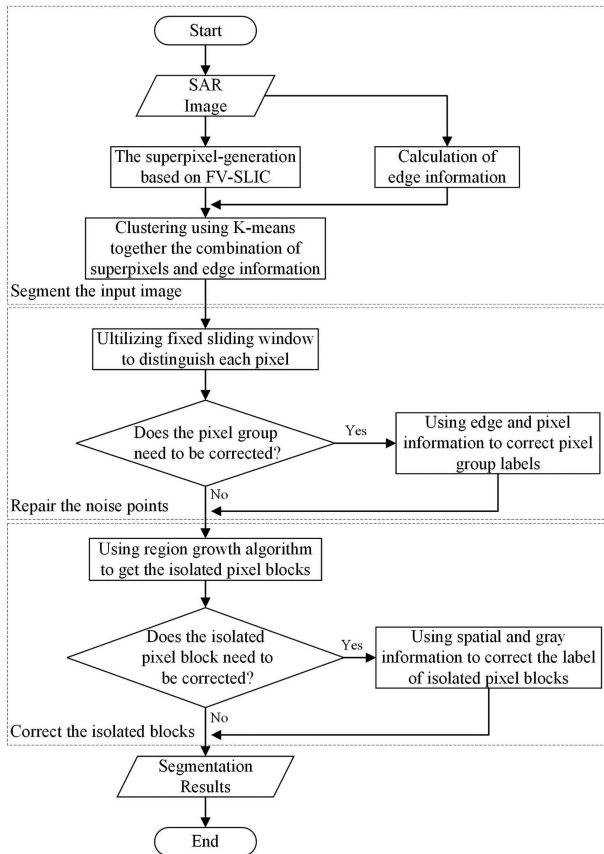 Start
SAR
Image
The superpixel-generation
based on FV-SLIC
Calculation of
edge information
Clustering using K-means
together the combination of
superpixels and edge information
Segment the input image
Ultilizing fixed sliding window
to distinguish each pixel
Does the pixel group
need to be corrected?
Yes
Using edge and pixel
information to correct pixel
group labels
No
Repair the noise points
Using region growth algorithm
to get the isolated pixel blocks
Does the isolated
pixel block need to
be corrected?
Yes
Using spatial and gray
information to correct the label
of isolated pixel blocks
No
Correct the isolated blocks
Segmentation
Results
End